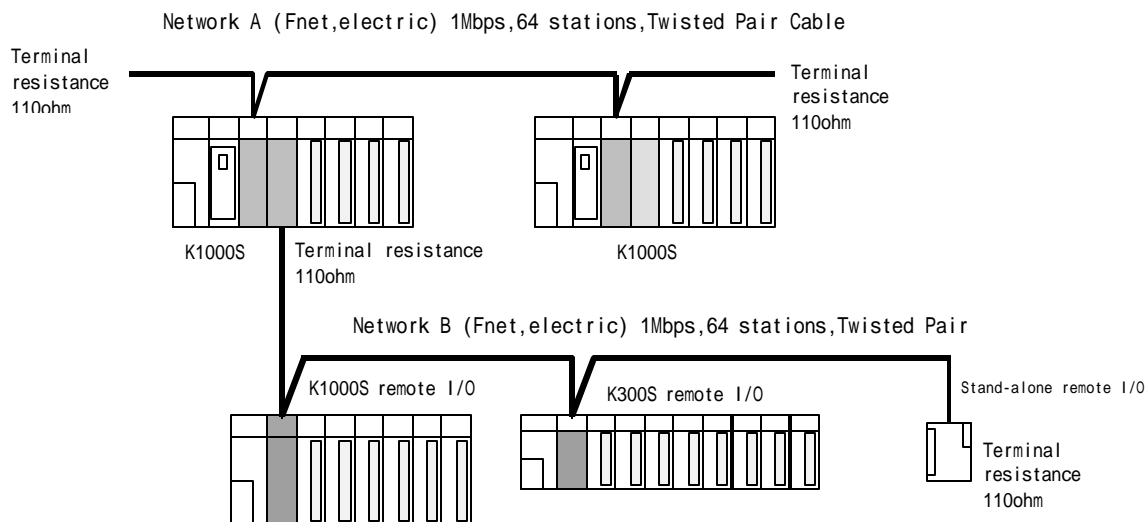 Network A (Fnet,electric) 1Mbps,64 stations,Twisted Pair Cable
Terminal
resistance
110ohm
Terminal
resistance
110ohm
K1000S
Terminal resistance
110ohm
K1000S
Network B (Fnet,electric) 1Mbps,64 stations,Twisted Pair
K1000S remote I/O
K300S remote I/O
Stand-alone remote I/O
Terminal
resistance
110ohm